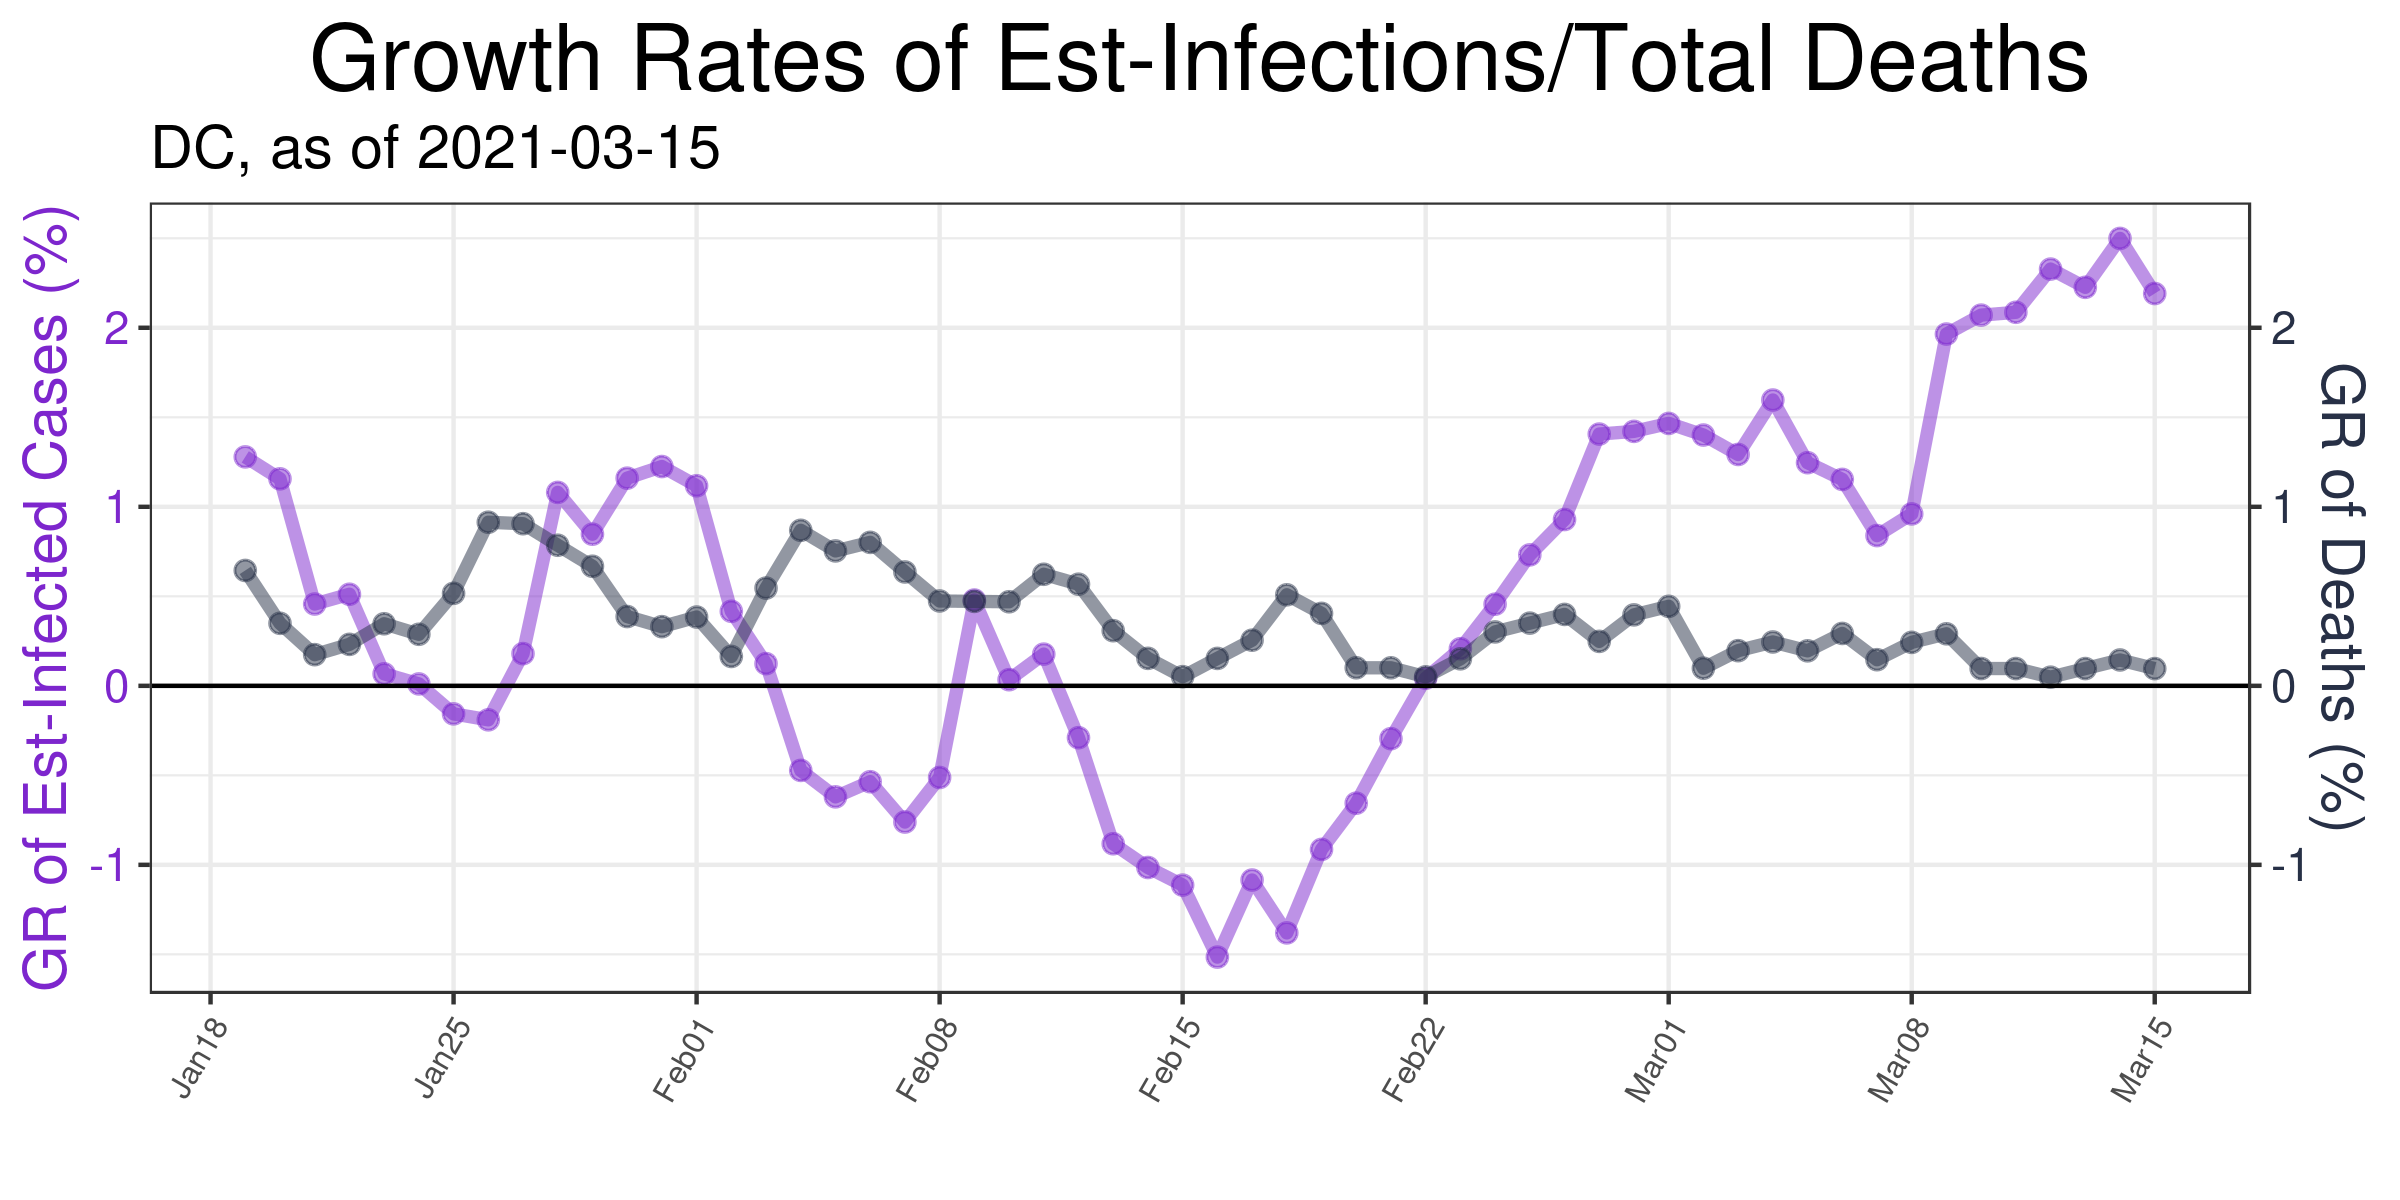 Growth Rates of Est-Infections/Total Deaths
DC, as of 2021-03-15
GR of Est-Infected Cases (%)
2
1
0
-1
2
1
0
-1
GR of Deaths (%)
Jan18
Jan25
Feb01
Feb08
Feb15
Feb22
Mar01
Mar08
Mar15